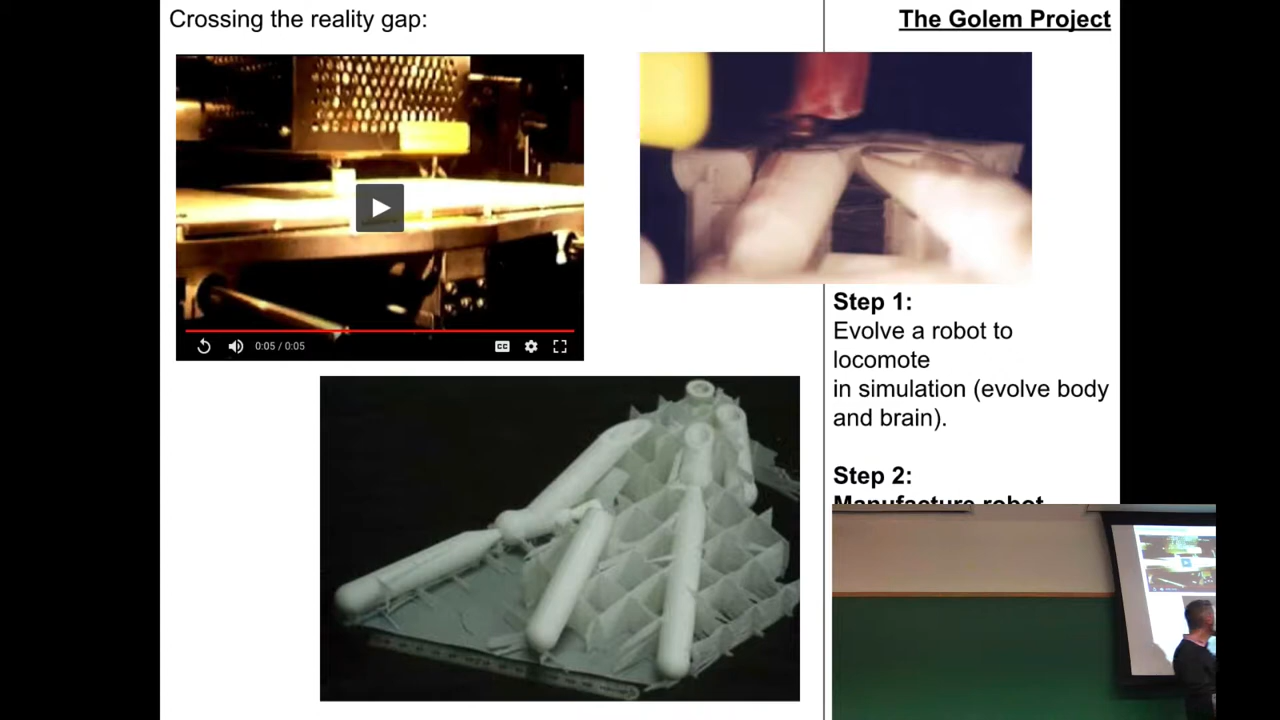 Crossing the reality gap:
The Golem Project
0:05 / 0:05
CC
Step 1:
Evolve a robot to
locomote
in simulation (evolve body
and brain).
Step 2:
Manufacture robot